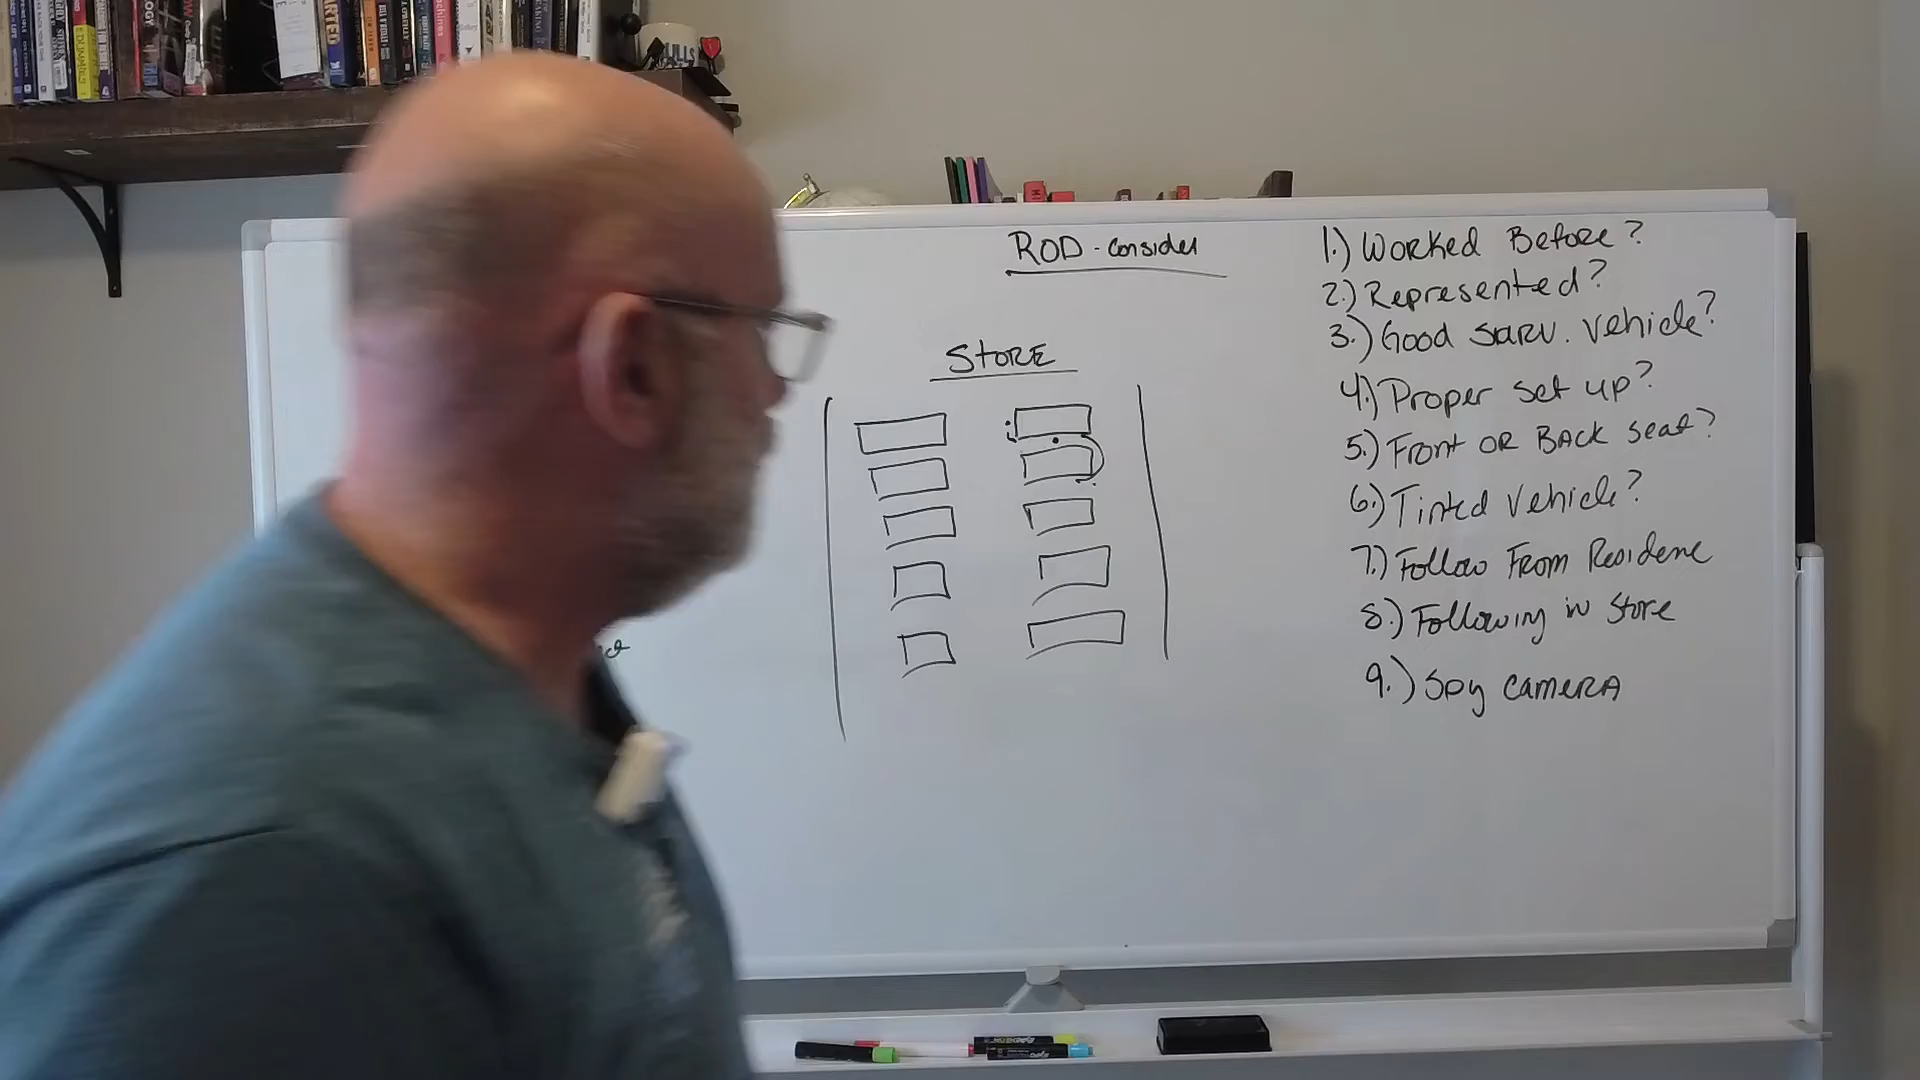 ROD - consider
STORE
1.) Worked Before?
2.) Represented?
3.) Good Surv. Vehicle?
4.) Proper set up?
5.) Front OR BACK seat?
6.) Tinted Vehicle?
7.) Follow From Residenc
8.) Following in Store
9.) Spy CAMERA